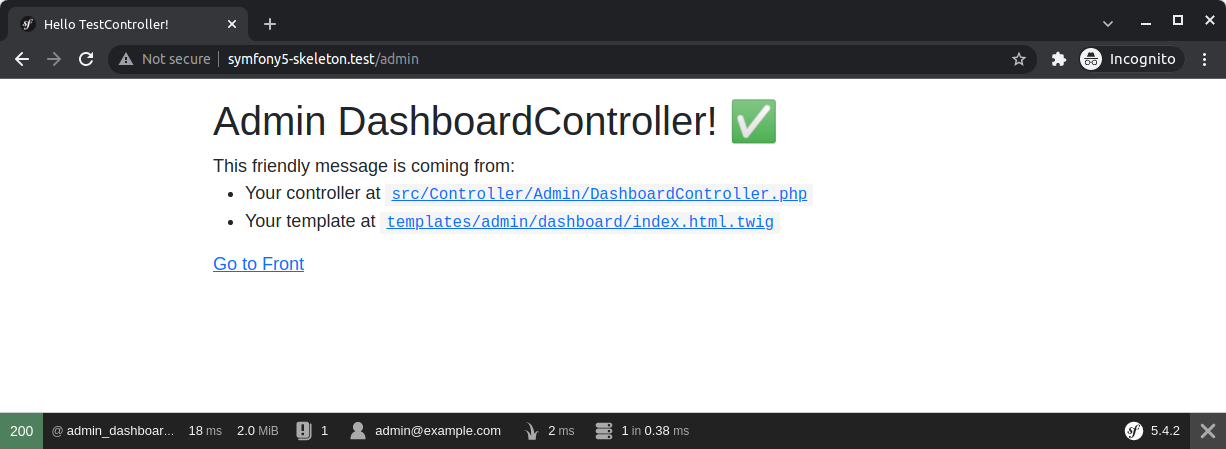 Hello TestController!
Not secure symfony5-skeleton.test/admin Incognito
Admin DashboardController! ✅
This friendly message is coming from:
• Your controller at src/Controller/Admin/DashboardController.php
• Your template at templates/admin/dashboard/index.html.twig
Go to Front
200 @ admin_dashboar... 18 ms 2.0 MiB 1 admin@example.com 2 ms 1 in 0.38 ms sf 5.4.2